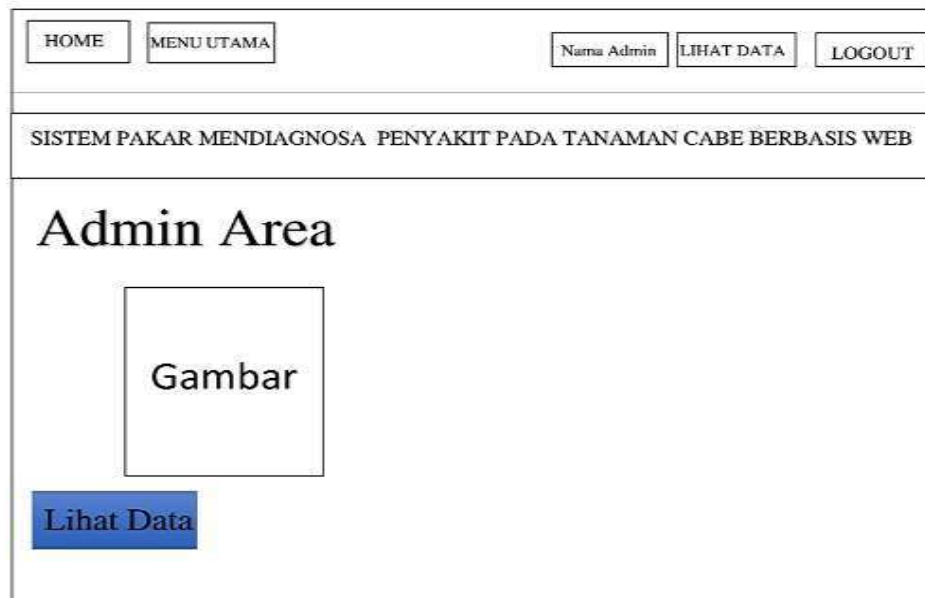 HOME MENU UTAMA Nama Admin LIHAT DATA LOGOUT
SISTEM PAKAR MENDIAGNOSA PENYAKIT PADA TANAMAN CABE BERBASIS WEB
Admin Area
Gambar
Lihat Data